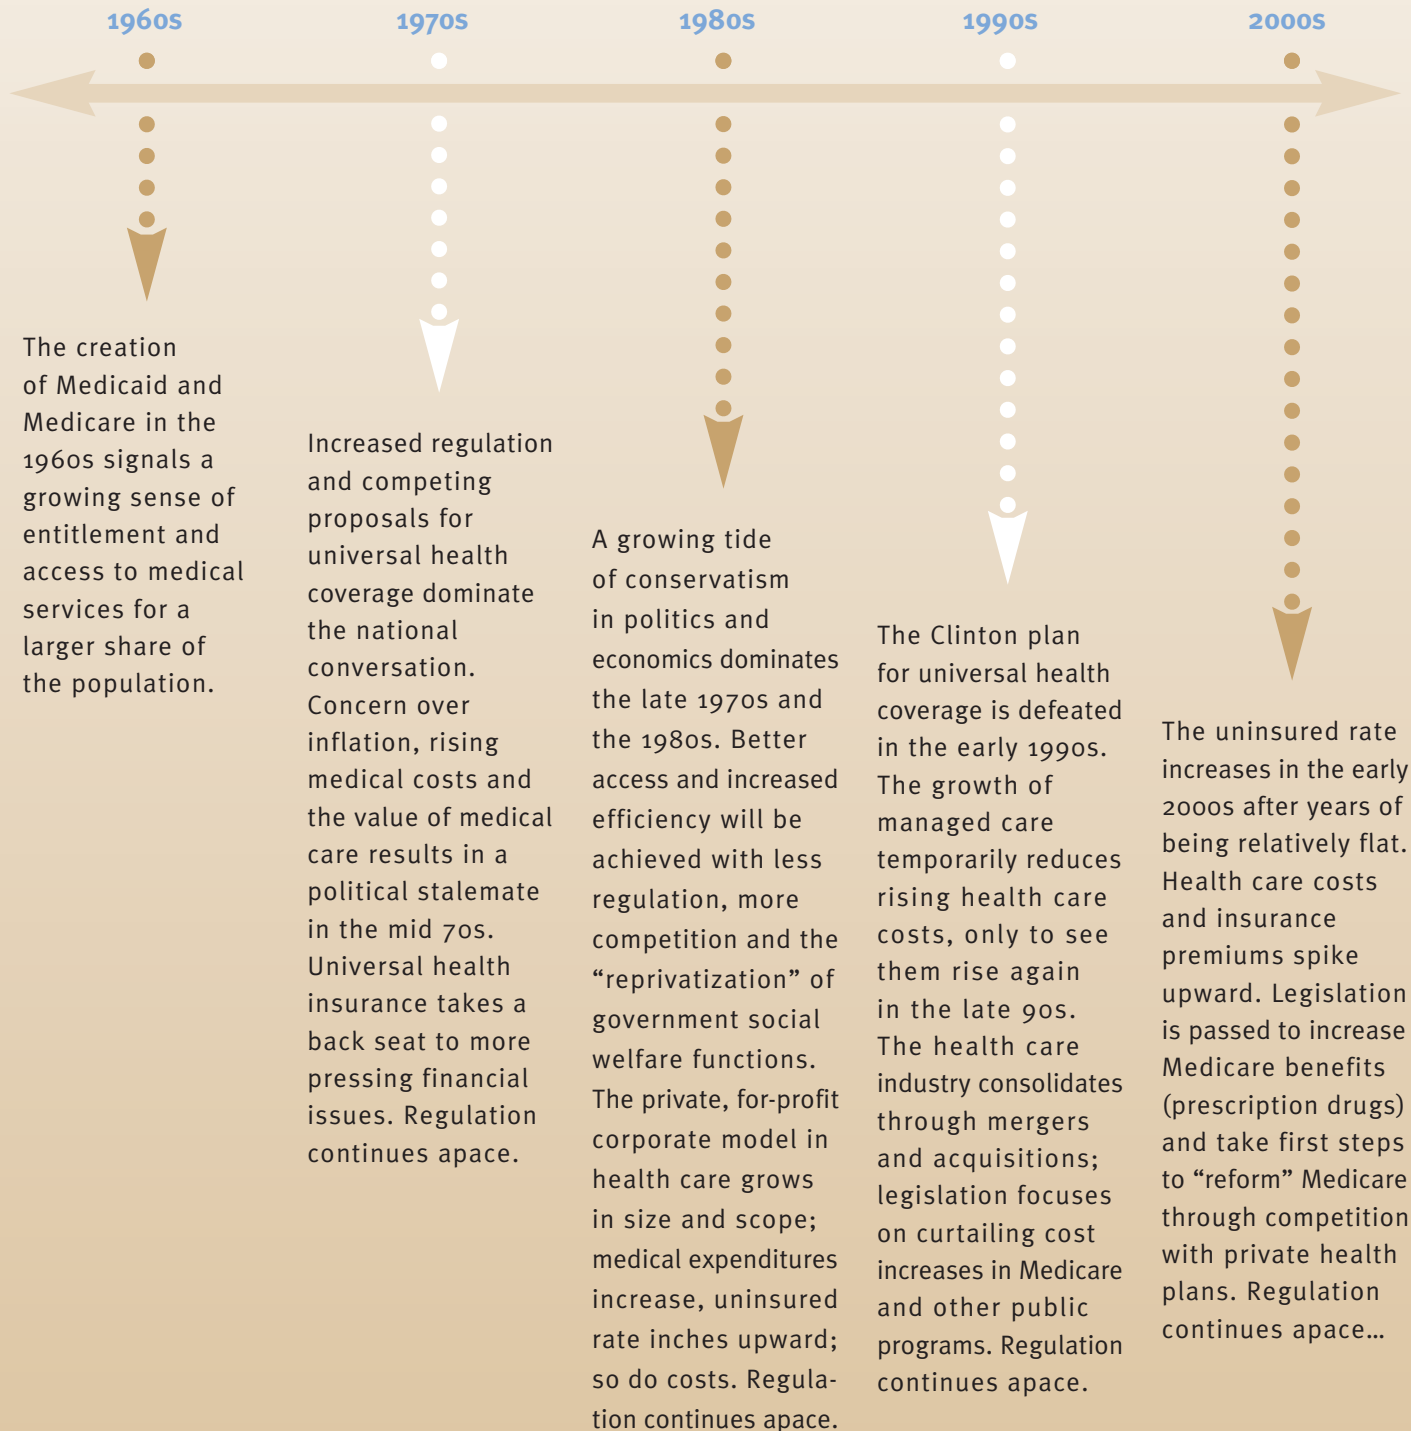 1960s
1970s
1980s
1990s
2000s
The creation
of Medicaid and
Medicare in the
1960s signals a
growing sense of
entitlement and
access to medical
services for a
larger share of
the population.
Increased regulation
and competing
proposals for
universal health
coverage dominate
the national
conversation.
Concern over
inflation, rising
medical costs and
the value of medical
care results in a
political stalemate
in the mid 70s.
Universal health
insurance takes a
back seat to more
pressing financial
issues. Regulation
continues apace.
A growing tide
of conservatism
in politics and
economics dominates
the late 1970s and
the 1980s. Better
access and increased
efficiency will be
achieved with less
regulation, more
competition and the
“reprivatization” of
government social
welfare functions.
The private, for-profit
corporate model in
health care grows
in size and scope;
medical expenditures
increase, uninsured
rate inches upward;
so do costs. Regula-
tion continues apace.
The Clinton plan
for universal health
coverage is defeated
in the early 1990s.
The growth of
managed care
temporarily reduces
rising health care
costs, only to see
them rise again
in the late 90s.
The health care
industry consolidates
through mergers
and acquisitions;
legislation focuses
on curtailing cost
increases in Medicare
and other public
programs. Regulation
continues apace.
The uninsured rate
increases in the early
2000s after years of
being relatively flat.
Health care costs
and insurance
premiums spike
upward. Legislation
is passed to increase
Medicare benefits
(prescription drugs)
and take first steps
to “reform” Medicare
through competition
with private health
plans. Regulation
continues apace…